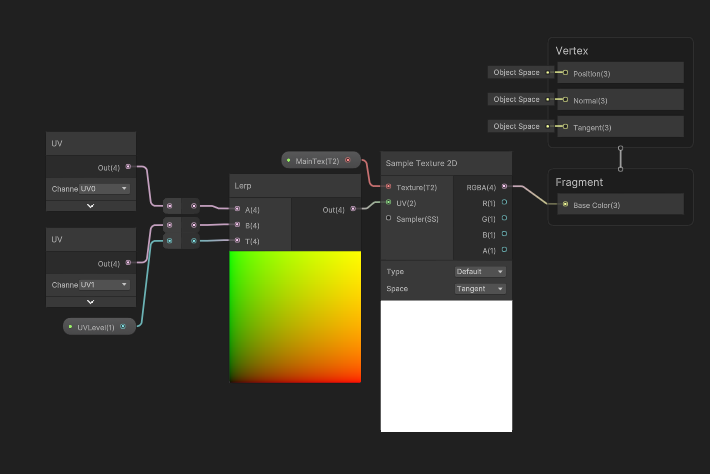 Vertex
Object Space
Position(3)
Object Space
Normal(3)
Object Space
Tangent(3)
UV
Out(4)
Channe UV0
MainTex(T2)
Sample Texture 2D
Texture(T2)
RGBA(4)
UV(2)
R(1)
Sampler(SS)
G(1)
B(1)
A(1)
Type
Default
Space
Tangent
Fragment
Base Color(3)
Lerp
A(4)
Out(4)
B(4)
T(4)
UV
Out(4)
Channe UV1
UVLevel(1)